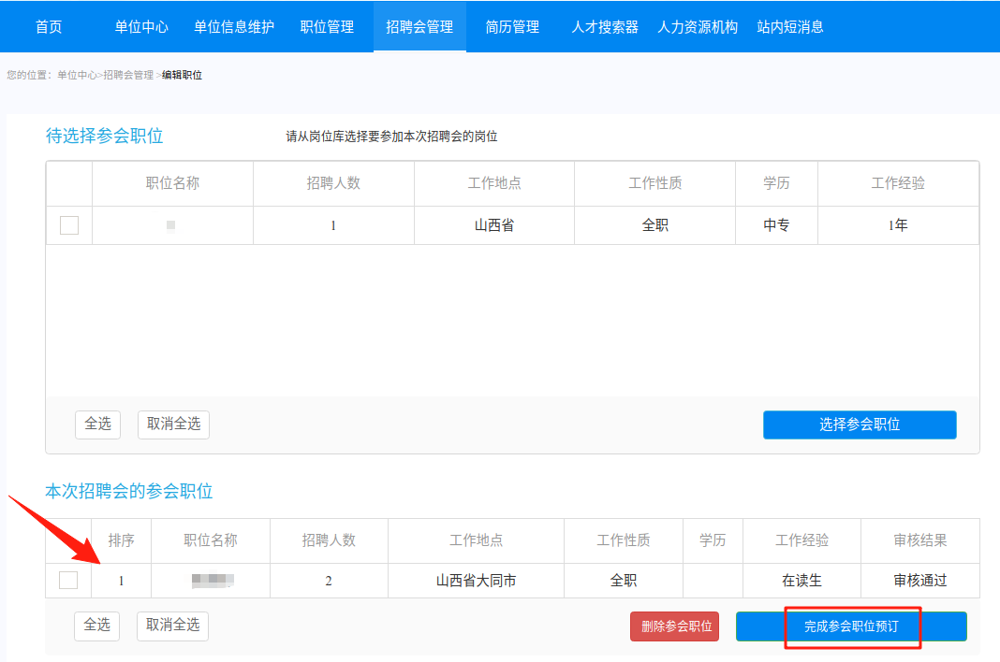 首页 单位中心 单位信息维护 职位管理 招聘会管理 简历管理 人才搜索器 人力资源机构 站内短消息
您的位置：单位中心>招聘会管理 >编辑职位
待选择参会职位 请从岗位库选择要参加本次招聘会的岗位
职位名称 招聘人数 工作地点 工作性质 学历 工作经验
1 山西省 全职 中专 1年
全选 取消全选 选择参会职位
本次招聘会的参会职位
排序 职位名称 招聘人数 工作地点 工作性质 学历 工作经验 审核结果
1 2 山西省大同市 全职 在读生 审核通过
全选 取消全选 删除参会职位 完成参会职位预订